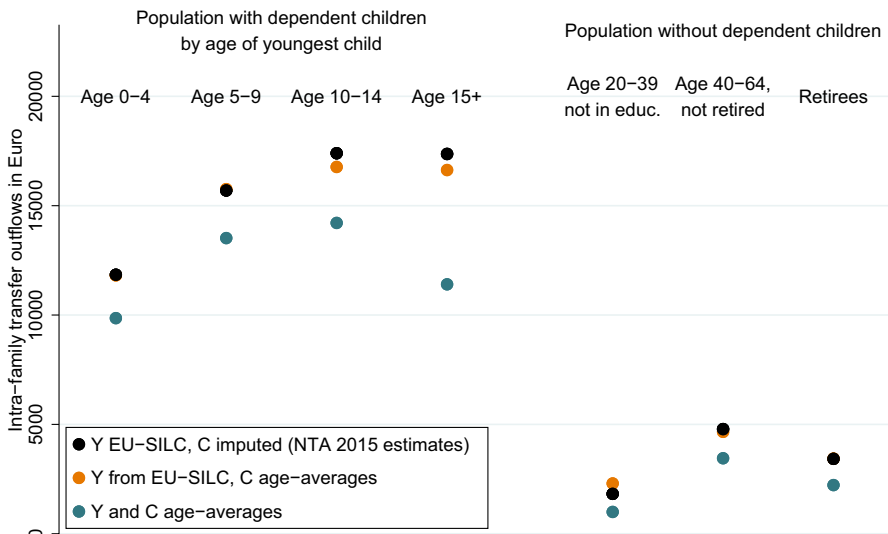 Population with dependent children
by age of youngest child
Population without dependent children
Age 0−4
Age 5−9
Age 10−14
Age 15+
Age 20−39
not in educ.
Age 40−64,
not retired
Retirees
Intra−family transfer outflows in Euro
20000
15000
10000
5000
0
Y EU−SILC, C imputed (NTA 2015 estimates)
Y from EU−SILC, C age−averages
Y and C age−averages